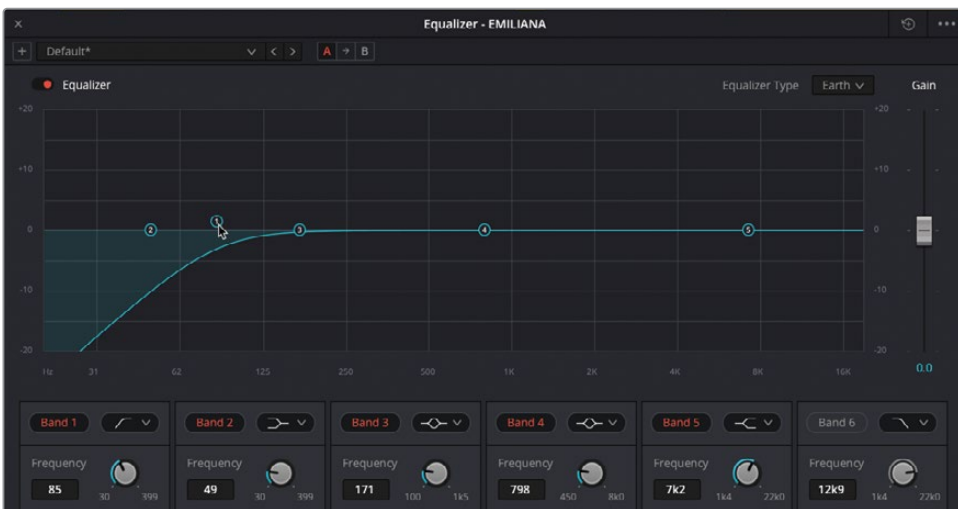 Equalizer - EMILIANA
Default* A B
Equalizer Equalizer Type Earth Gain
+20 +20
+10 +10
2 1 3 4 5
0 0
-10 -10
-20 -20
Hz 31 62 125 250 500 1K 2K 4K 8K 16K 0.0
Band 1 Band 2 Band 3 Band 4 Band 5 Band 6
Frequency Frequency Frequency Frequency Frequency Frequency
85 30 399 49 30 399 171 100 1k5 798 450 8k0 7k2 1k4 22k0 12k9 1k4 22k0